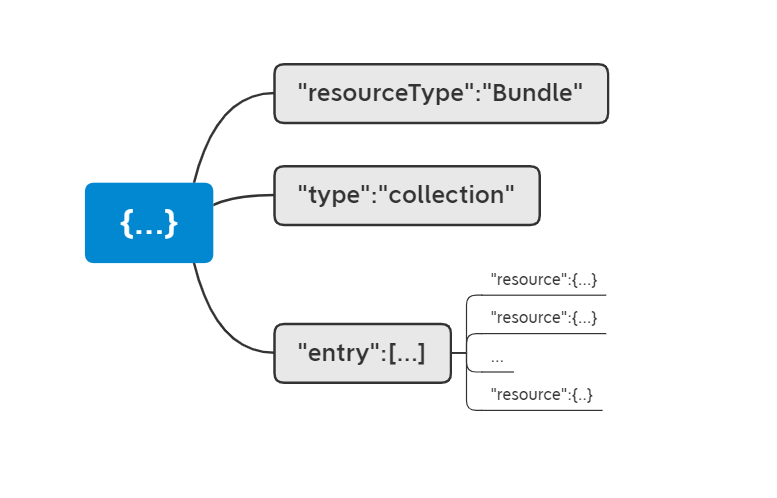 {...}
"resourceType":"Bundle"
"type":"collection"
"entry":[...]
"resource":{...}
"resource":{...}
...
"resource":{..}